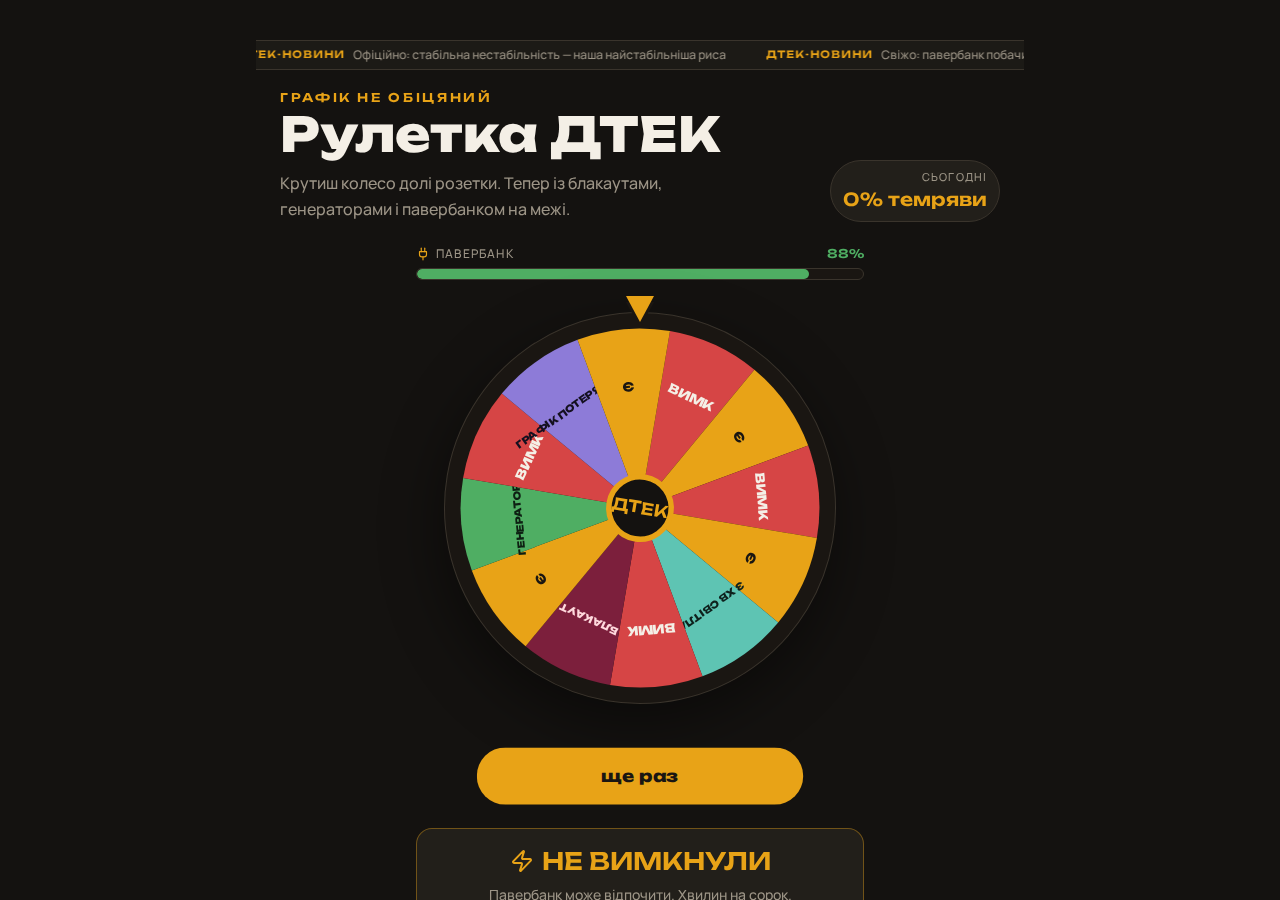 ТЕК-НОВИНИ Офіційно: стабільна нестабільність — наша найстабільніша риса ДТЕК-НОВИНИ Свіжо: павербанк побачи
ГРАФІК НЕ ОБІЦЯНИЙ
Рулетка ДТЕК
Крутиш колесо долі розетки. Тепер із блакаутами,
генераторами і павербанком на межі.
СЬОГОДНІ
0% темряви
ПАВЕРБАНК
88%
Є
ВИМК
Є
ВИМК
Є
3 ХВ СВІТЛ
ВИМК
БЛАКАУТ
Є
ГЕНЕРАТОР
ВИМК
ГРАФІК ПОТЕР
ДТЕК
ще раз
НЕ ВИМКНУЛИ
Павербанк може відпочити. Хвилин на сорок.